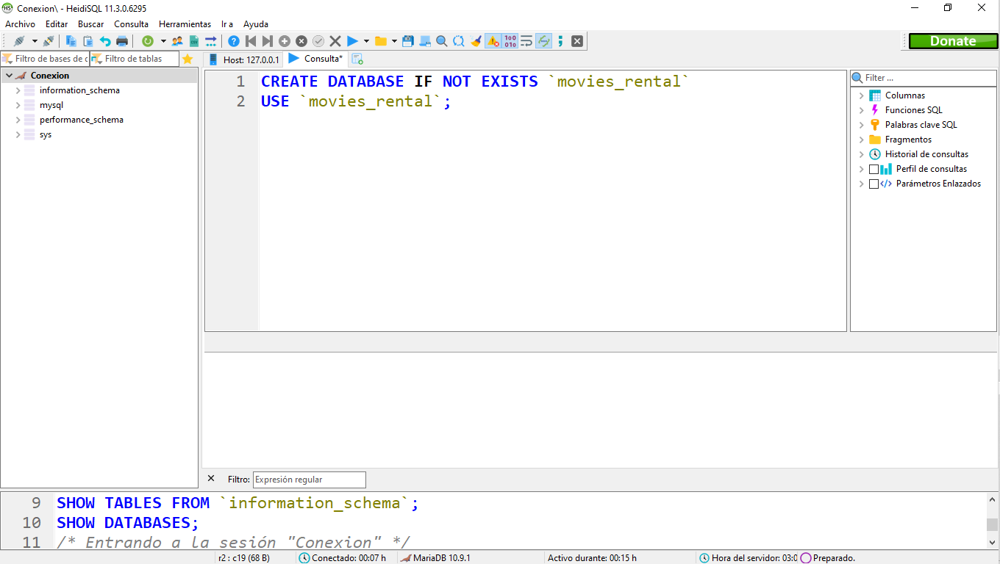 Conexion\ - HeidiSQL 11.3.0.6295
Archivo Editar Buscar Consulta Herramientas Ir a Ayuda
Donate
Filtro de bases de d Filtro de tablas
Host: 127.0.0.1 Consulta*
Conexion
information_schema
mysql
performance_schema
sys
1 CREATE DATABASE IF NOT EXISTS `movies_rental`
2 USE `movies_rental`;
Filter ...
Columnas
Funciones SQL
Palabras clave SQL
Fragmentos
Historial de consultas
Perfil de consultas
Parámetros Enlazados
Filtro: Expresión regular
9 SHOW TABLES FROM `information_schema`;
10 SHOW DATABASES;
11 /* Entrando a la sesión "Conexion" */
r2 : c19 (68 B) Conectado: 00:07 h MariaDB 10.9.1 Activo durante: 00:15 h Hora del servidor: 03:0 Preparado.